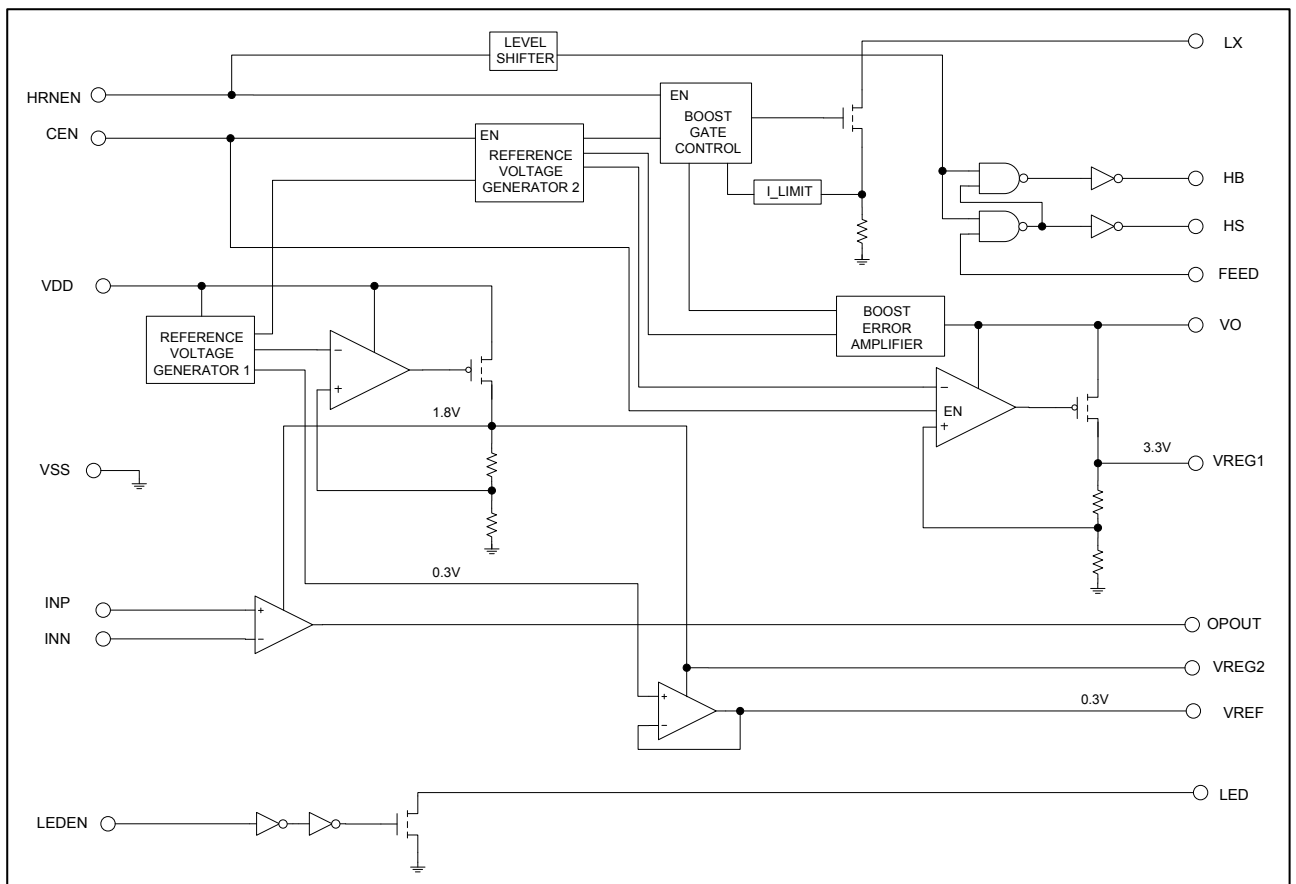 LEVEL
SHIFTER
LX
HRNEN
EN
BOOST
GATE
CONTROL
CEN
EN
REFERENCE
VOLTAGE
GENERATOR 2
I_LIMIT
HB
HS
FEED
VDD
REFERENCE
VOLTAGE
GENERATOR 1
−
+
BOOST
ERROR
AMPLIFIER
VO
−
EN
+
1.8V
3.3V
VREG1
VSS
0.3V
INP
INN
+
−
OPOUT
VREG2
+
−
0.3V
VREF
LED
LEDEN